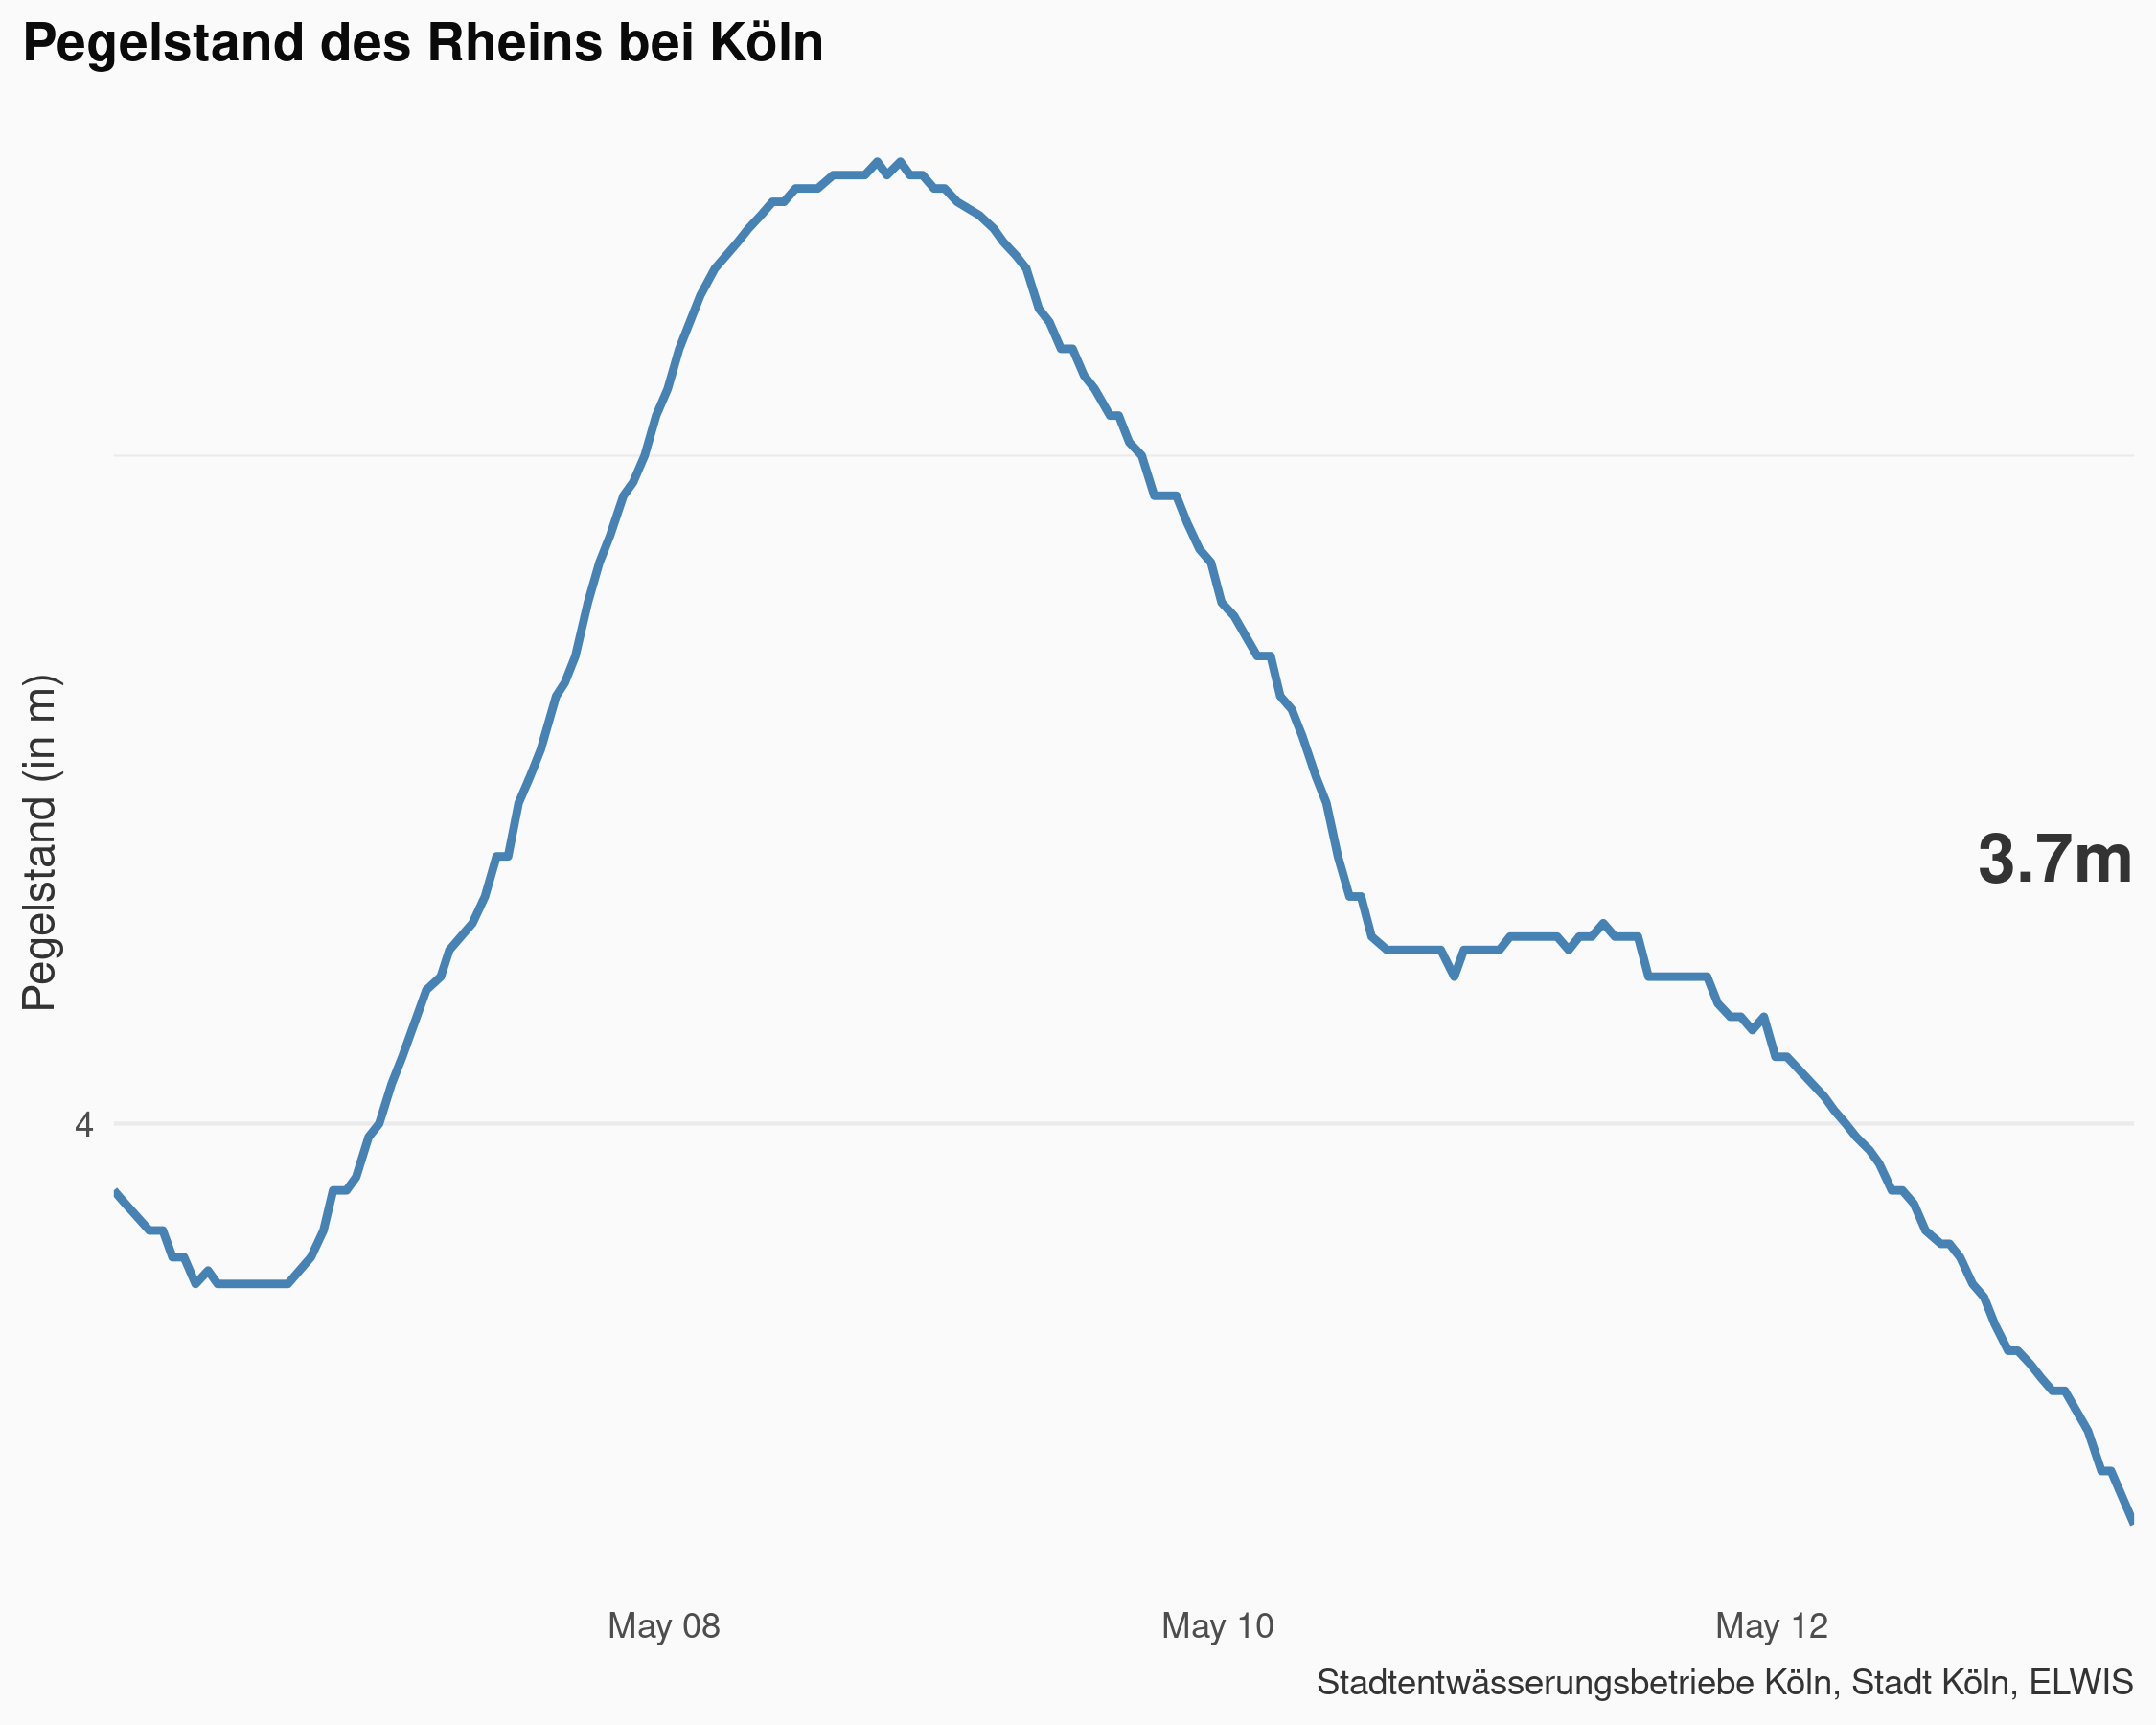 Pegelstand des Rheins bei Köln
Pegelstand (in m)
3.7m
4
May 08
May 10
May 12
Stadtentwässerungsbetriebe Köln, Stadt Köln, ELWIS